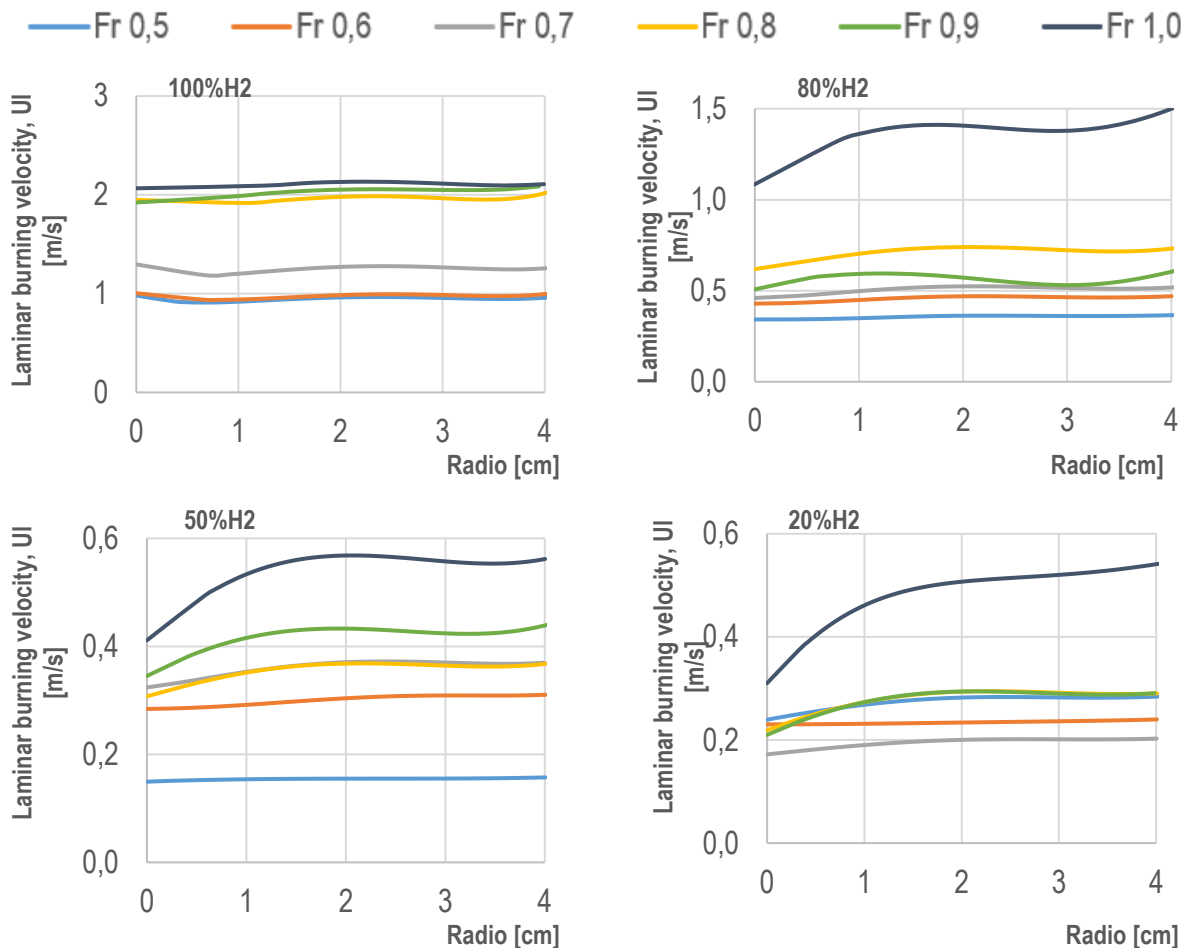 Fr 0,5 Fr 0,6 Fr 0,7 Fr 0,8 Fr 0,9 Fr 1,0
100%H2
Laminar burning velocity, Ul
[m/s]
3
2
1
0
0 1 2 3 4
Radio [cm]
80%H2
Laminar burning velocity, Ul
[m/s]
1,5
1,0
0,5
0,0
0 1 2 3 4
Radio [cm]
50%H2
Laminar burning velocity, Ul
[m/s]
0,6
0,4
0,2
0,0
0 1 2 3 4
Radio [cm]
20%H2
Laminar burning velocity, Ul
[m/s]
0,6
0,4
0,2
0,0
0 1 2 3 4
Radio [cm]